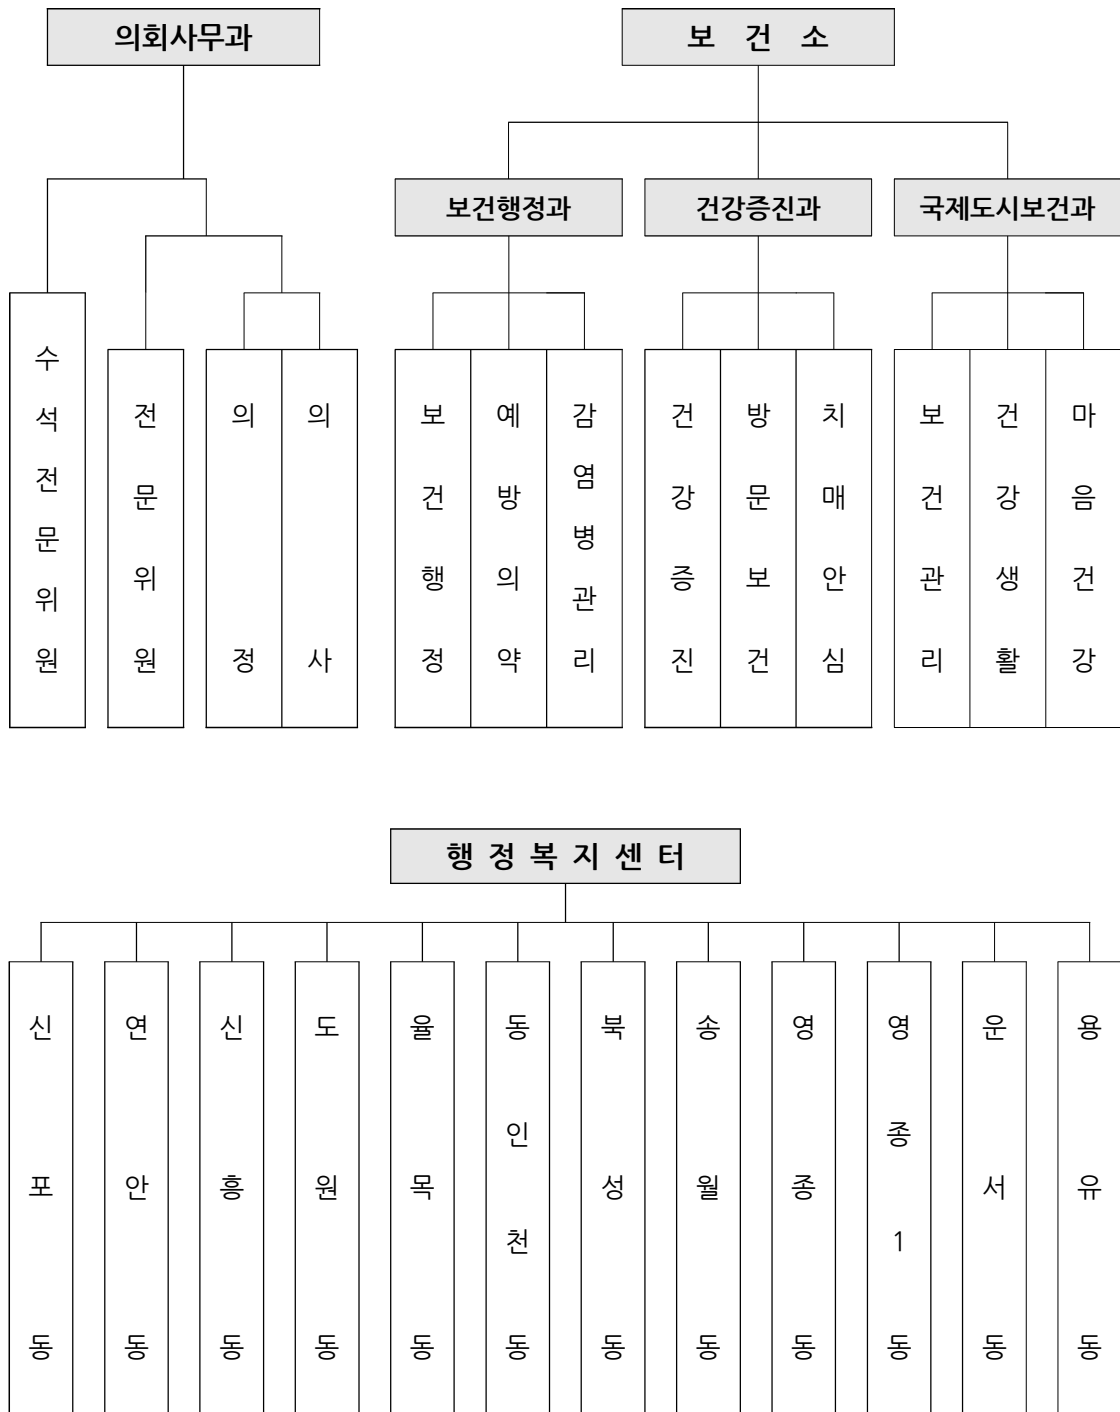 의회사무과
보 건 소
보건행정과
건강증진과
국제도시보건과
수석전문위원
전문위원
의정
의사
보건행정
예방의약
감염병관리
건강증진
방문보건
치매안심
보건관리
건강생활
마음건강
행정복지센터
신포동
연안동
신흥동
도원동
율목동
동인천동
북성동
송월동
영종동
영종1동
운서동
용유동